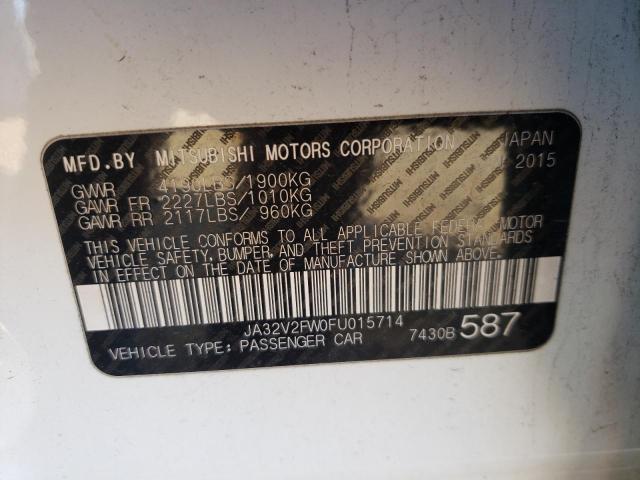 MFD.BY MITSUBISHI MOTORS CORPORATION JAPAN
2015
GVWR 4190LBS/1900KG
GAWR FR 2227LBS/1010KG
GAWR RR 2117LBS/ 960KG
THIS VEHICLE CONFORMS TO ALL APPLICABLE FEDERAL MOTOR
VEHICLE SAFETY, BUMPER, AND THEFT PREVENTION STANDARDS
IN EFFECT ON THE DATE OF MANUFACTURE SHOWN ABOVE.
JA32V2FW0FU015714
VEHICLE TYPE: PASSENGER CAR 7430B 587